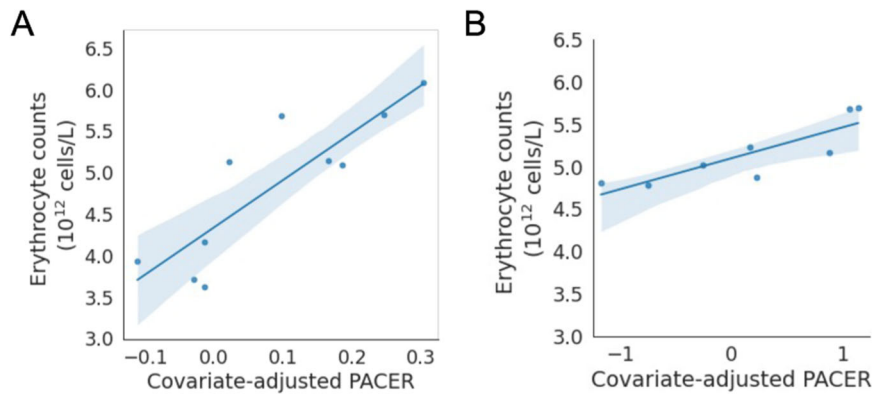 A
B
Erythrocyte counts
(10¹² cells/L)
6.5
6.0
5.5
5.0
4.5
4.0
3.5
3.0
−0.1 0.0 0.1 0.2 0.3
Covariate-adjusted PACER
Erythrocyte counts
(10¹² cells/L)
6.5
6.0
5.5
5.0
4.5
4.0
3.5
3.0
−1 0 1
Covariate-adjusted PACER